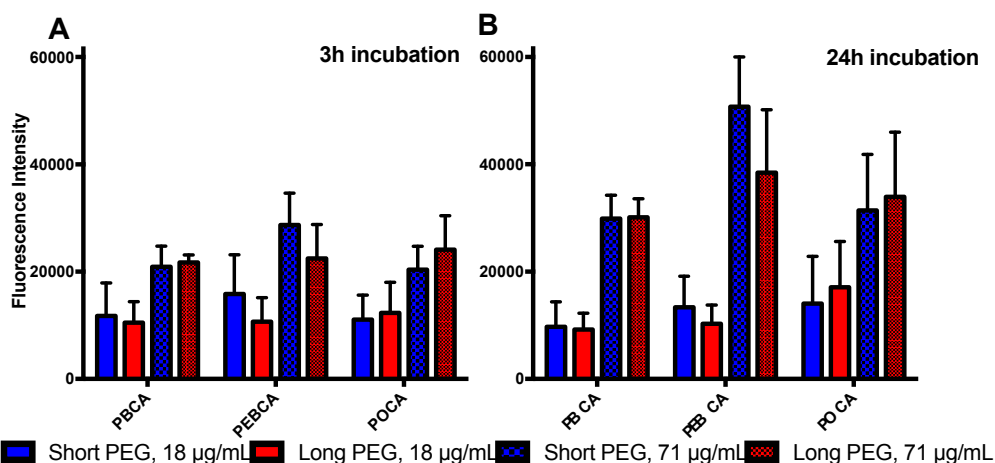 A
3h incubation
Fluorescence Intensity
60000
40000
20000
0
PBCA
PEBCA
POCA
B
24h incubation
60000
40000
20000
0
PB CA
PEB CA
PO CA
Short PEG, 18 µg/mL
Long PEG, 18 µg/mL
Short PEG, 71 µg/mL
Long PEG, 71 µg/mL